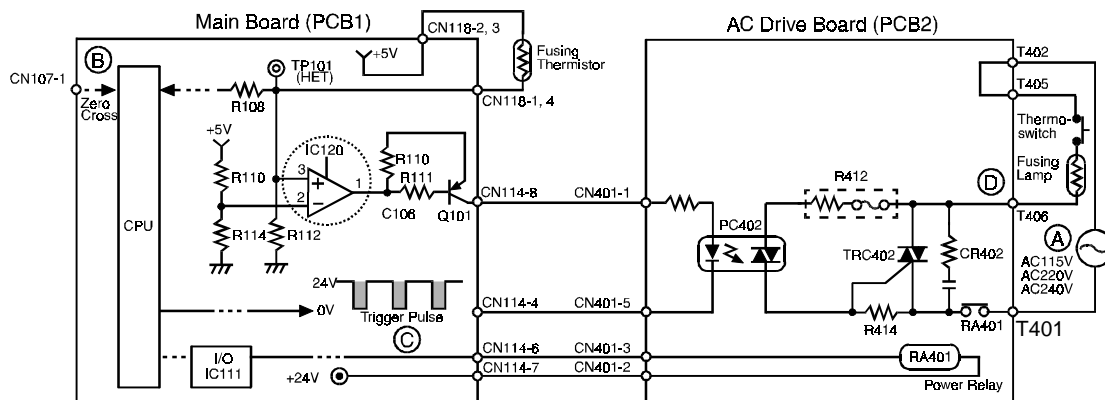 Main Board (PCB1)
AC Drive Board (PCB2)
CN118-2, 3
T402
+5V
Fusing
Thermistor
B
TP101
(HET)
CN107-1
Zero
Cross
R108
CN118-1, 4
T405
Thermo-
switch
+5V
IC120
R110
R110
3
+
1
R111
2
−
R114
R112
C106
Q101
CPU
CN114-8
CN401-1
R412
D
Fusing
Lamp
T406
PC402
TRC402
CR402
A
AC115V
AC220V
AC240V
24V
0V
Trigger Pulse
C
CN114-4
CN401-5
R414
RA401
T401
I/O
IC111
CN114-6
CN401-3
RA401
+24V
CN114-7
CN401-2
Power Relay